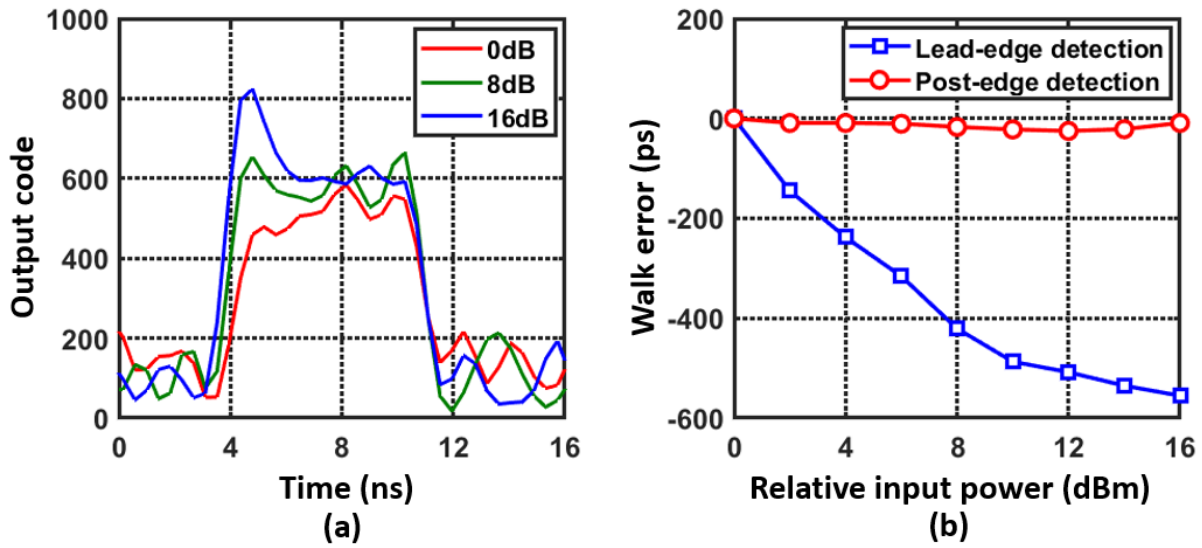 1000
800
600
400
200
0
0 4 8 12 16
Output code
Time (ns)
(a)
0dB
8dB
16dB
200
0
-200
-400
-600
0 4 8 12 16
Walk error (ps)
Relative input power (dBm)
(b)
Lead-edge detection
Post-edge detection